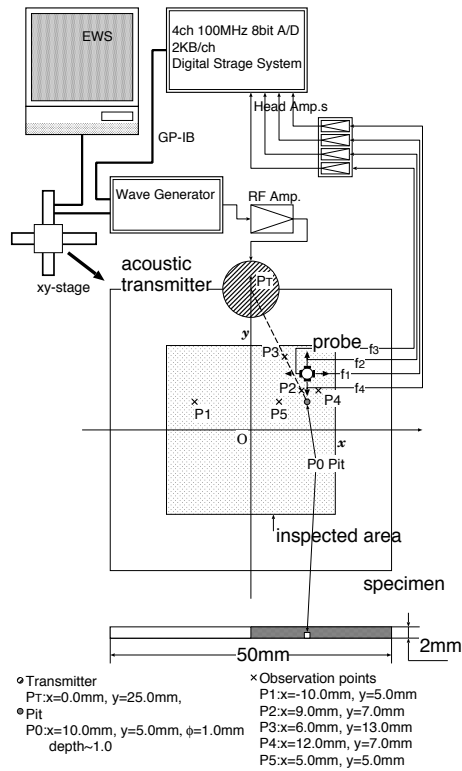 EWS
4ch 100MHz 8bit A/D
2KB/ch
Digital Strage System
Head Amp.s
GP-IB
Wave Generator
RF Amp.
xy-stage
acoustic
transmitter
PT
y
P3
probe
f3
f2
f1
f4
P2
P4
P1
P5
O
x
P0 Pit
inspected area
specimen
50mm
2mm
Transmitter
PT:x=0.0mm, y=25.0mm,
Pit
P0:x=10.0mm, y=5.0mm, ϕ=1.0mm
depth~1.0
× Observation points
P1:x=-10.0mm, y=5.0mm
P2:x=9.0mm, y=7.0mm
P3:x=6.0mm, y=13.0mm
P4:x=12.0mm, y=7.0mm
P5:x=5.0mm, y=5.0mm